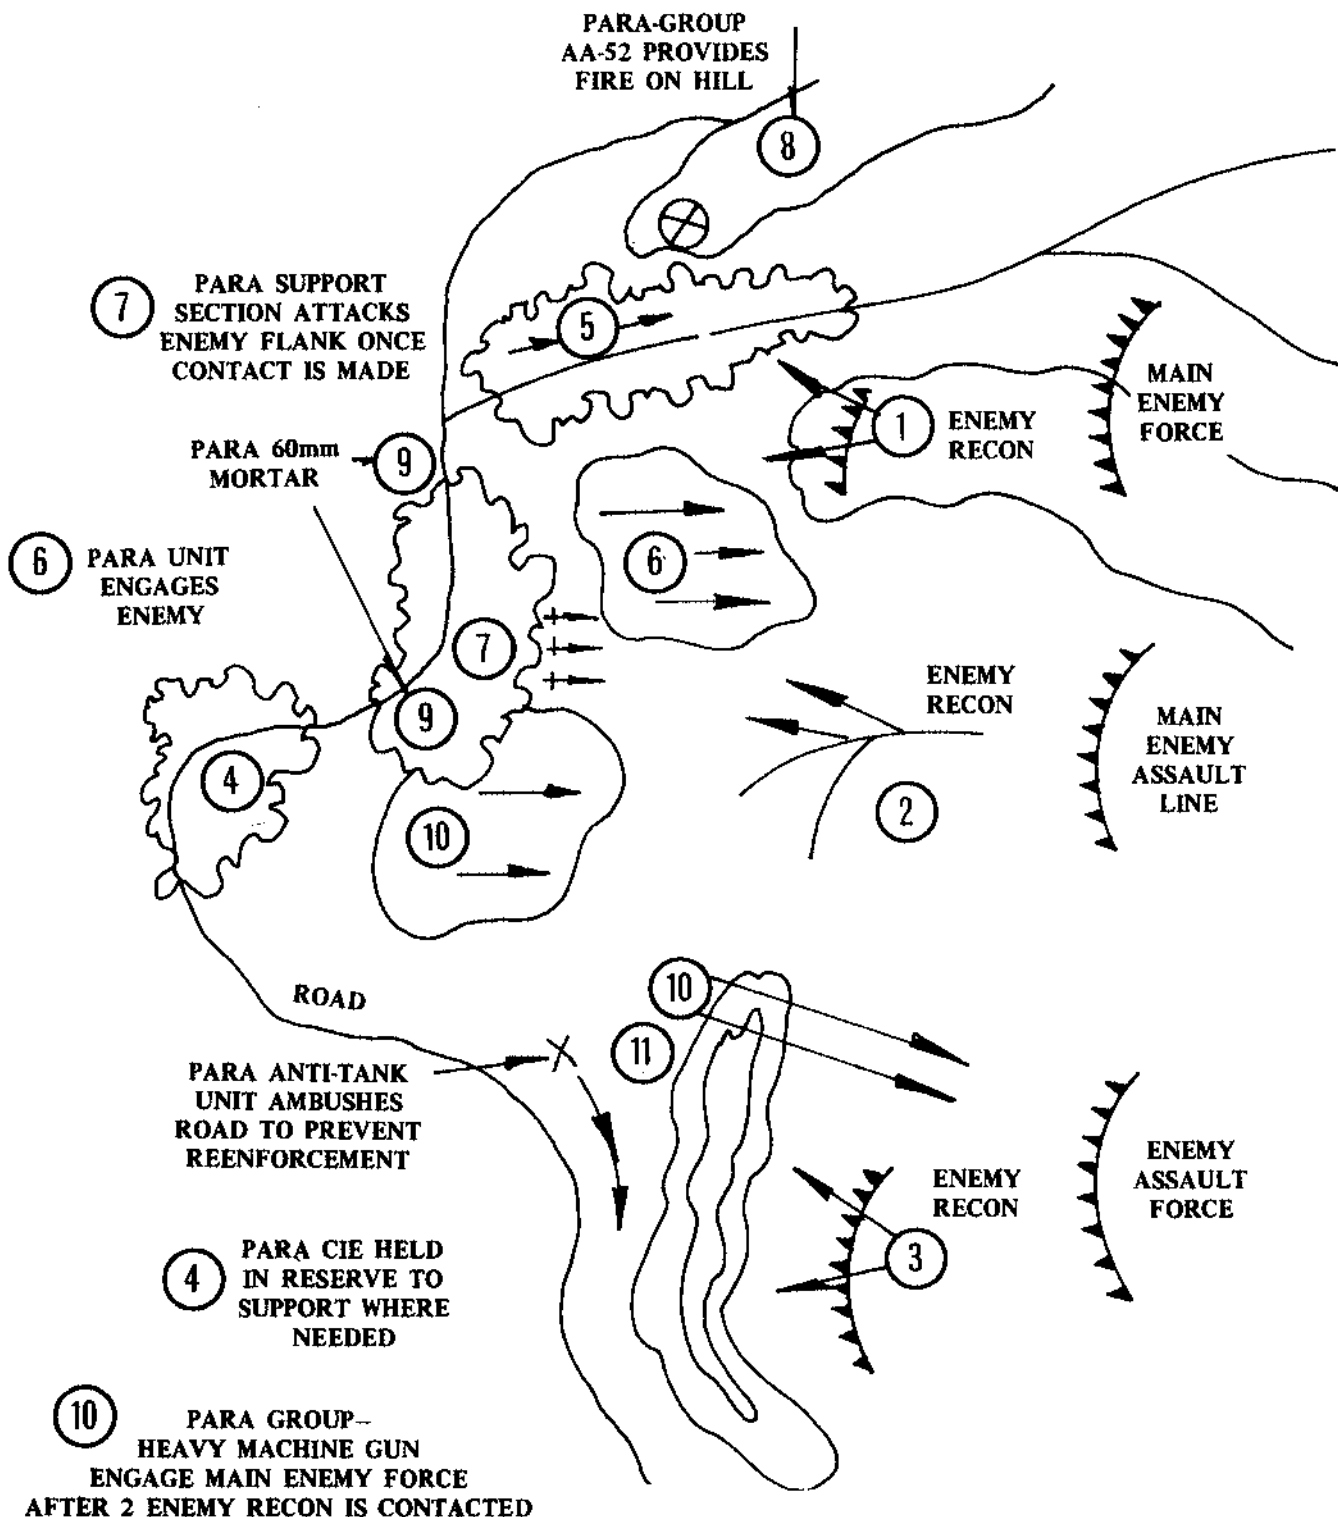 PARA-GROUP
AA-52 PROVIDES
FIRE ON HILL
8
7
PARA SUPPORT
SECTION ATTACKS
ENEMY FLANK ONCE
CONTACT IS MADE
5
MAIN
ENEMY
FORCE
1
ENEMY
RECON
PARA 60mm
MORTAR
9
6
PARA UNIT
ENGAGES
ENEMY
6
7
9
4
ENEMY
RECON
MAIN
ENEMY
ASSAULT
LINE
2
10
ROAD
10
11
PARA ANTI-TANK
UNIT AMBUSHES
ROAD TO PREVENT
REENFORCEMENT
ENEMY
RECON
ENEMY
ASSAULT
FORCE
3
4
PARA CIE HELD
IN RESERVE TO
SUPPORT WHERE
NEEDED
10
PARA GROUP–
HEAVY MACHINE GUN
ENGAGE MAIN ENEMY FORCE
AFTER 2 ENEMY RECON IS CONTACTED